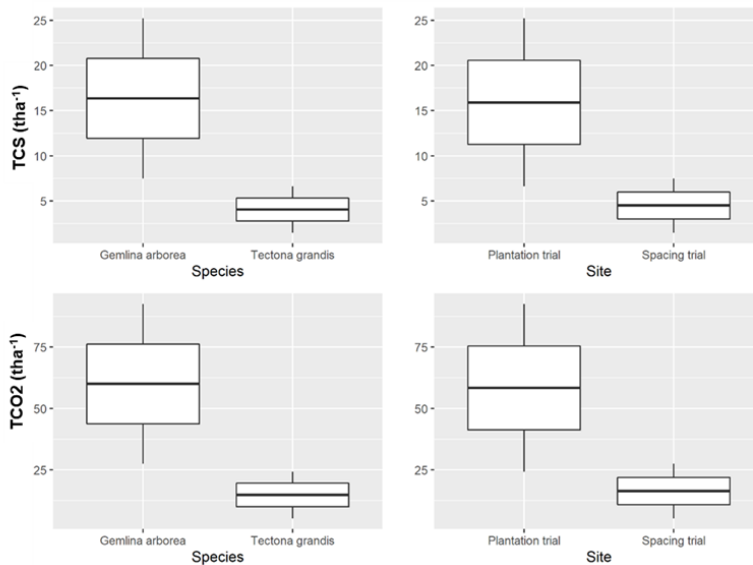 TCS (tha-1)
25
20
15
10
5
Gemlina arborea Tectona grandis
Species
25
20
15
10
5
Plantation trial Spacing trial
Site
TCO2 (tha-1)
75
50
25
Gemlina arborea Tectona grandis
Species
75
50
25
Plantation trial Spacing trial
Site